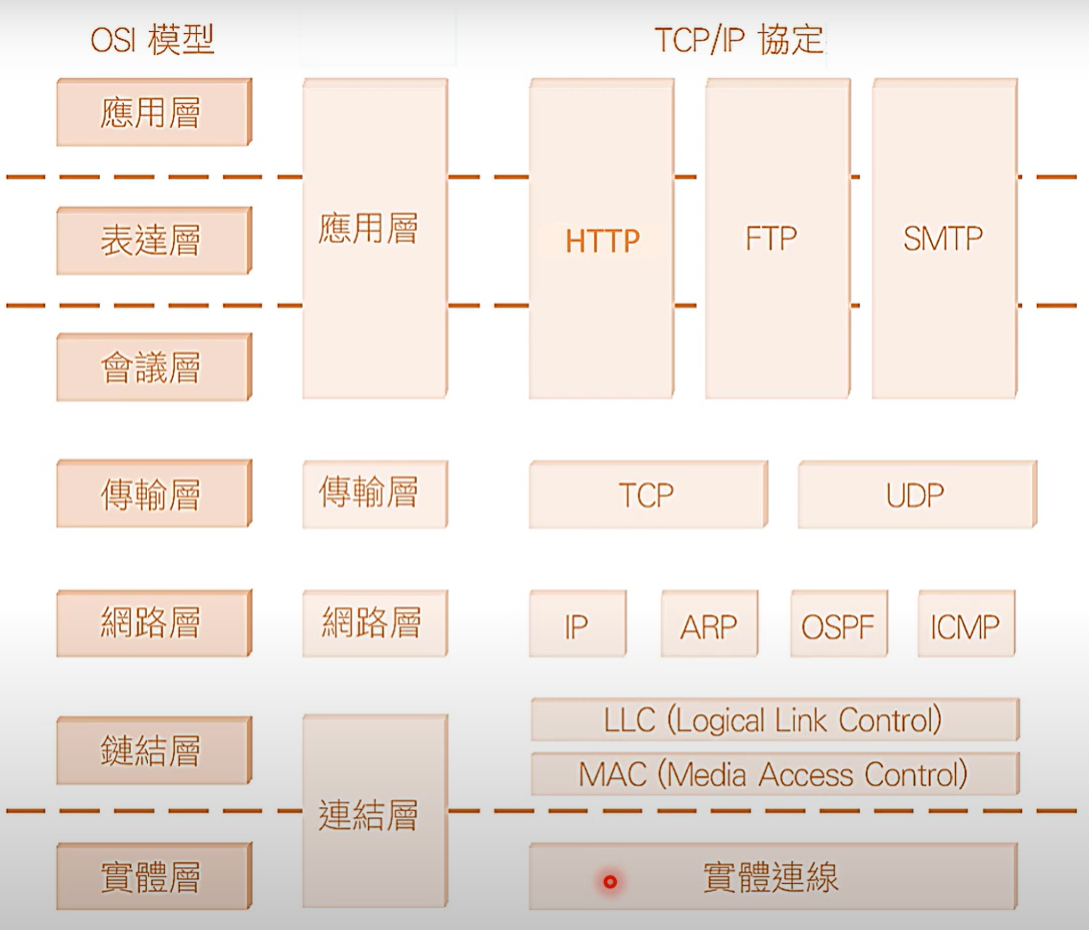 OSI 模型
TCP/IP 協定
應用層
表達層
會議層
應用層
HTTP
FTP
SMTP
傳輸層
傳輸層
TCP
UDP
網路層
網路層
IP
ARP
OSPF
ICMP
鏈結層
實體層
連結層
LLC (Logical Link Control)
MAC (Media Access Control)
實體連線